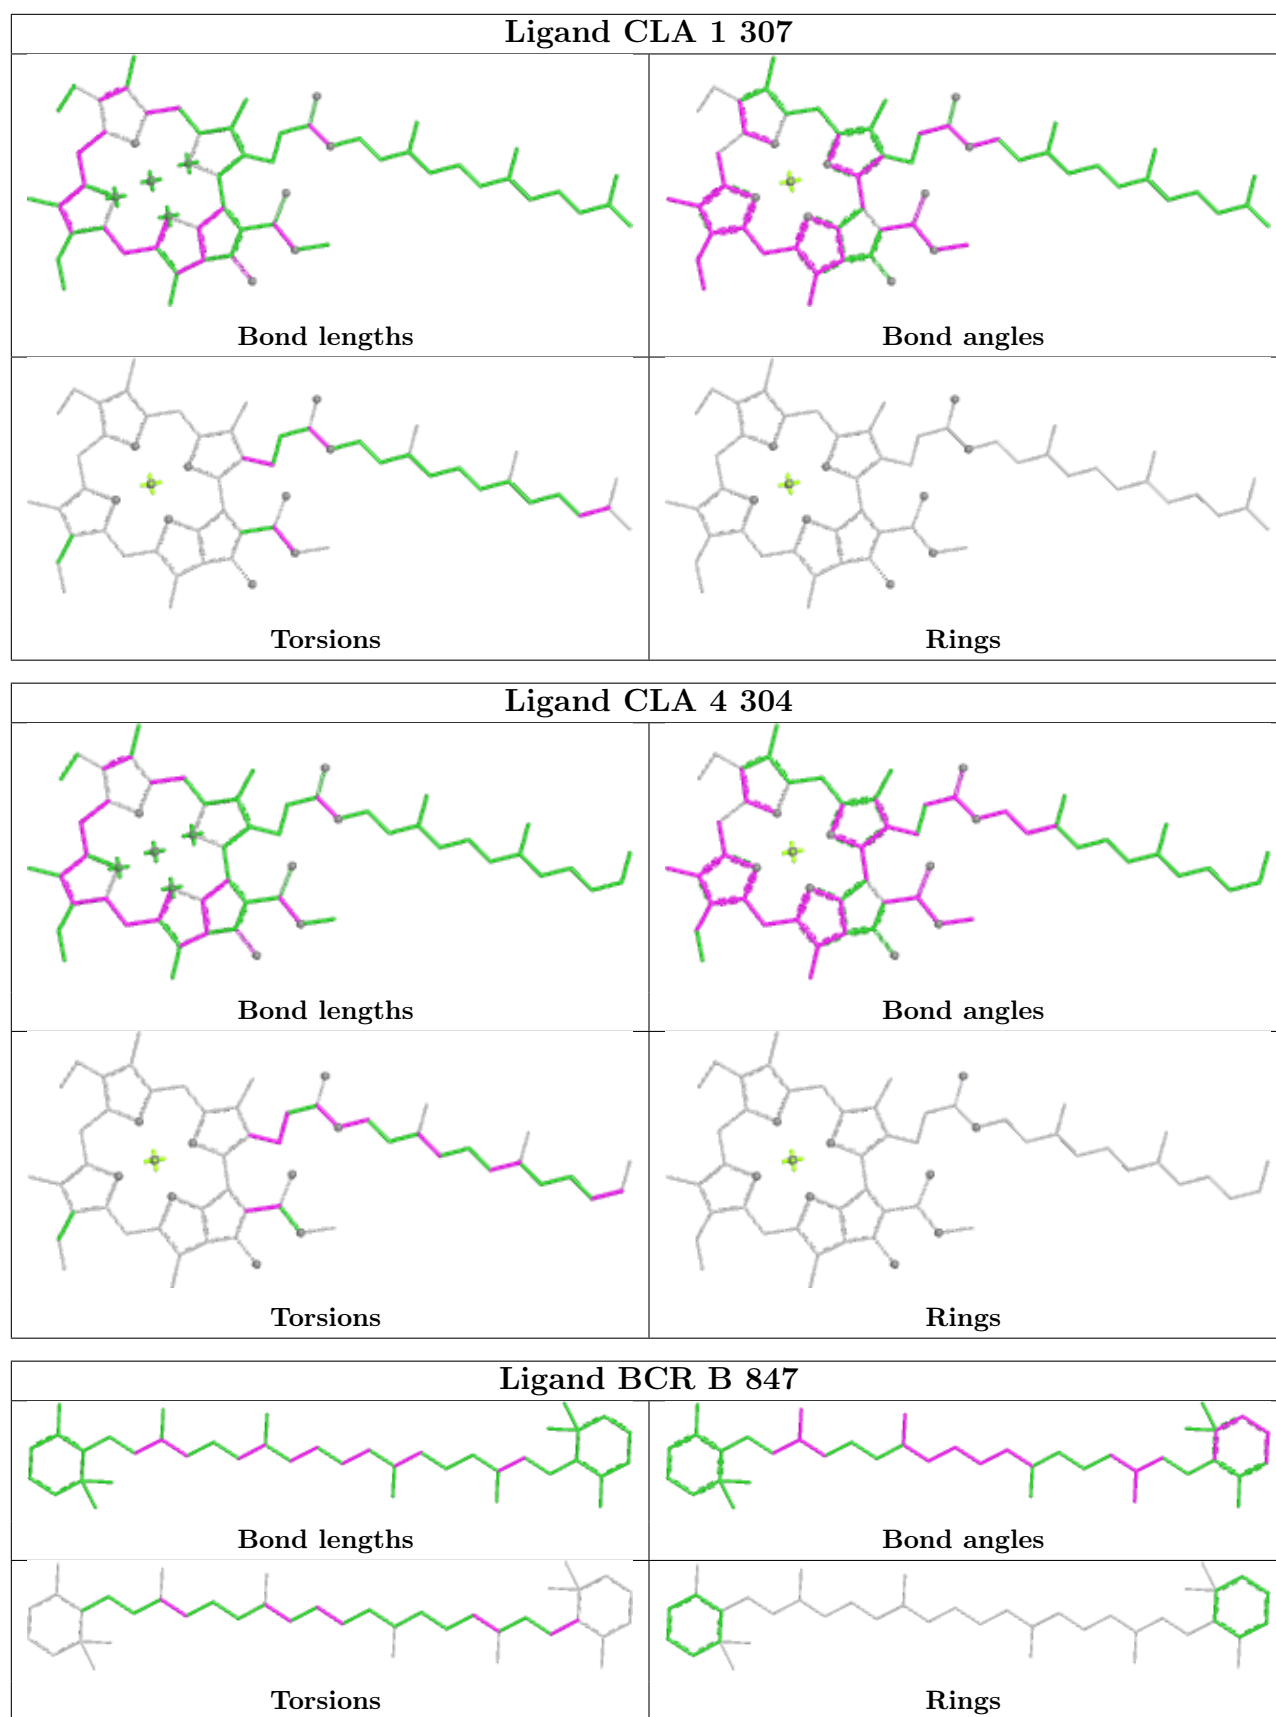 Ligand CLA 1 307
Bond lengths
Bond angles
Torsions
Rings
Ligand CLA 4 304
Bond lengths
Bond angles
Torsions
Rings
Ligand BCR B 847
Bond lengths
Bond angles
Torsions
Rings